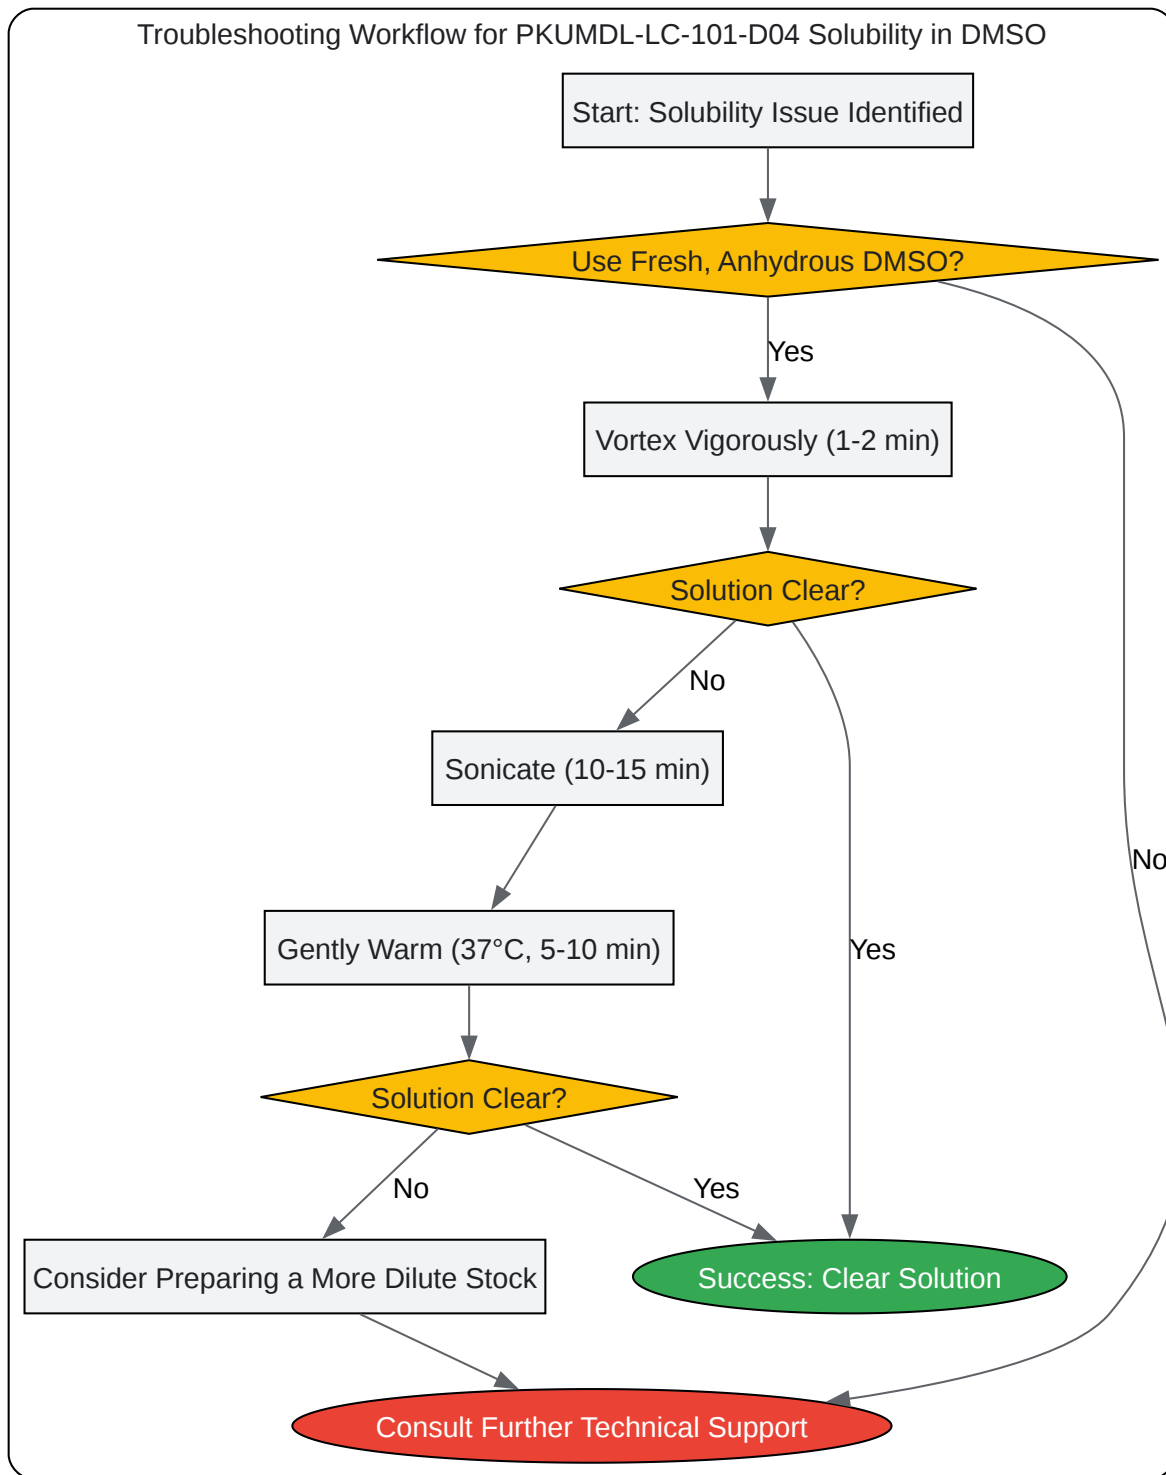 Troubleshooting Workflow for PKUMDL-LC-101-D04 Solubility in DMSO
Start: Solubility Issue Identified
Use Fresh, Anhydrous DMSO?
Yes
Vortex Vigorously (1-2 min)
Solution Clear?
No
Sonicate (10-15 min)
No
Gently Warm (37°C, 5-10 min)
Yes
Solution Clear?
No
Yes
Consider Preparing a More Dilute Stock
Success: Clear Solution
Consult Further Technical Support